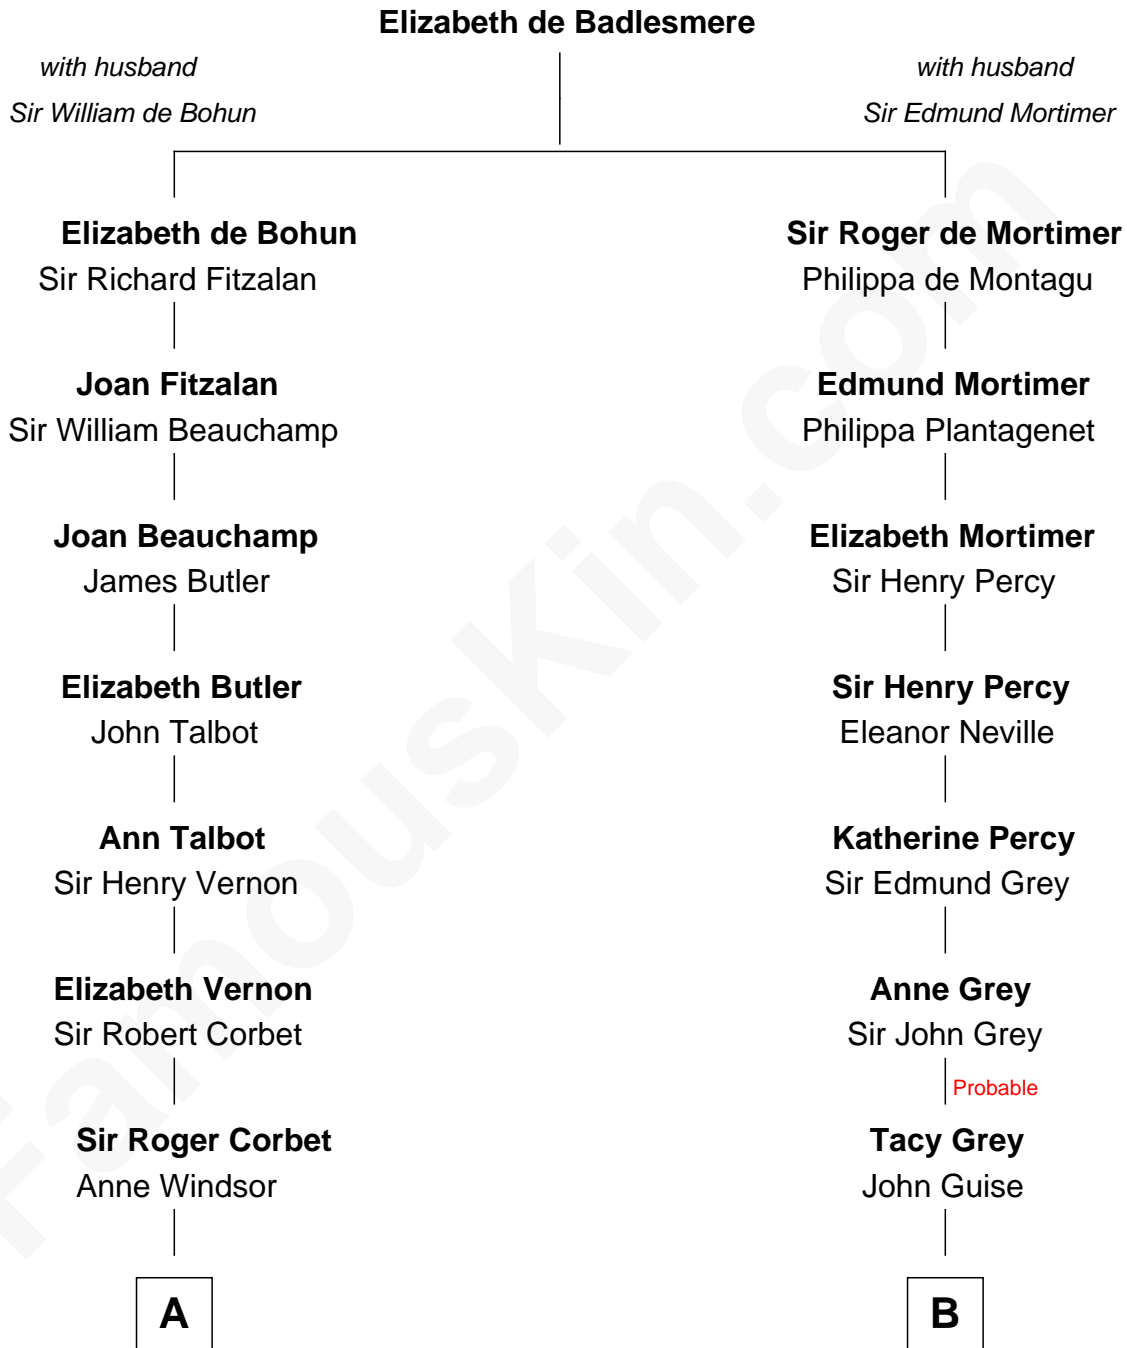 Elizabeth de Badlesmere
with husband
Sir William de Bohun
with husband
Sir Edmund Mortimer
Elizabeth de Bohun
Sir Richard Fitzalan
Sir Roger de Mortimer
Philippa de Montagu
Joan Fitzalan
Sir William Beauchamp
Edmund Mortimer
Philippa Plantagenet
Joan Beauchamp
James Butler
Elizabeth Mortimer
Sir Henry Percy
Elizabeth Butler
John Talbot
Sir Henry Percy
Eleanor Neville
Ann Talbot
Sir Henry Vernon
Katherine Percy
Sir Edmund Grey
Elizabeth Vernon
Sir Robert Corbet
Anne Grey
Sir John Grey
Probable
Sir Roger Corbet
Anne Windsor
Tacy Grey
John Guise
A
B
FamousKin.com